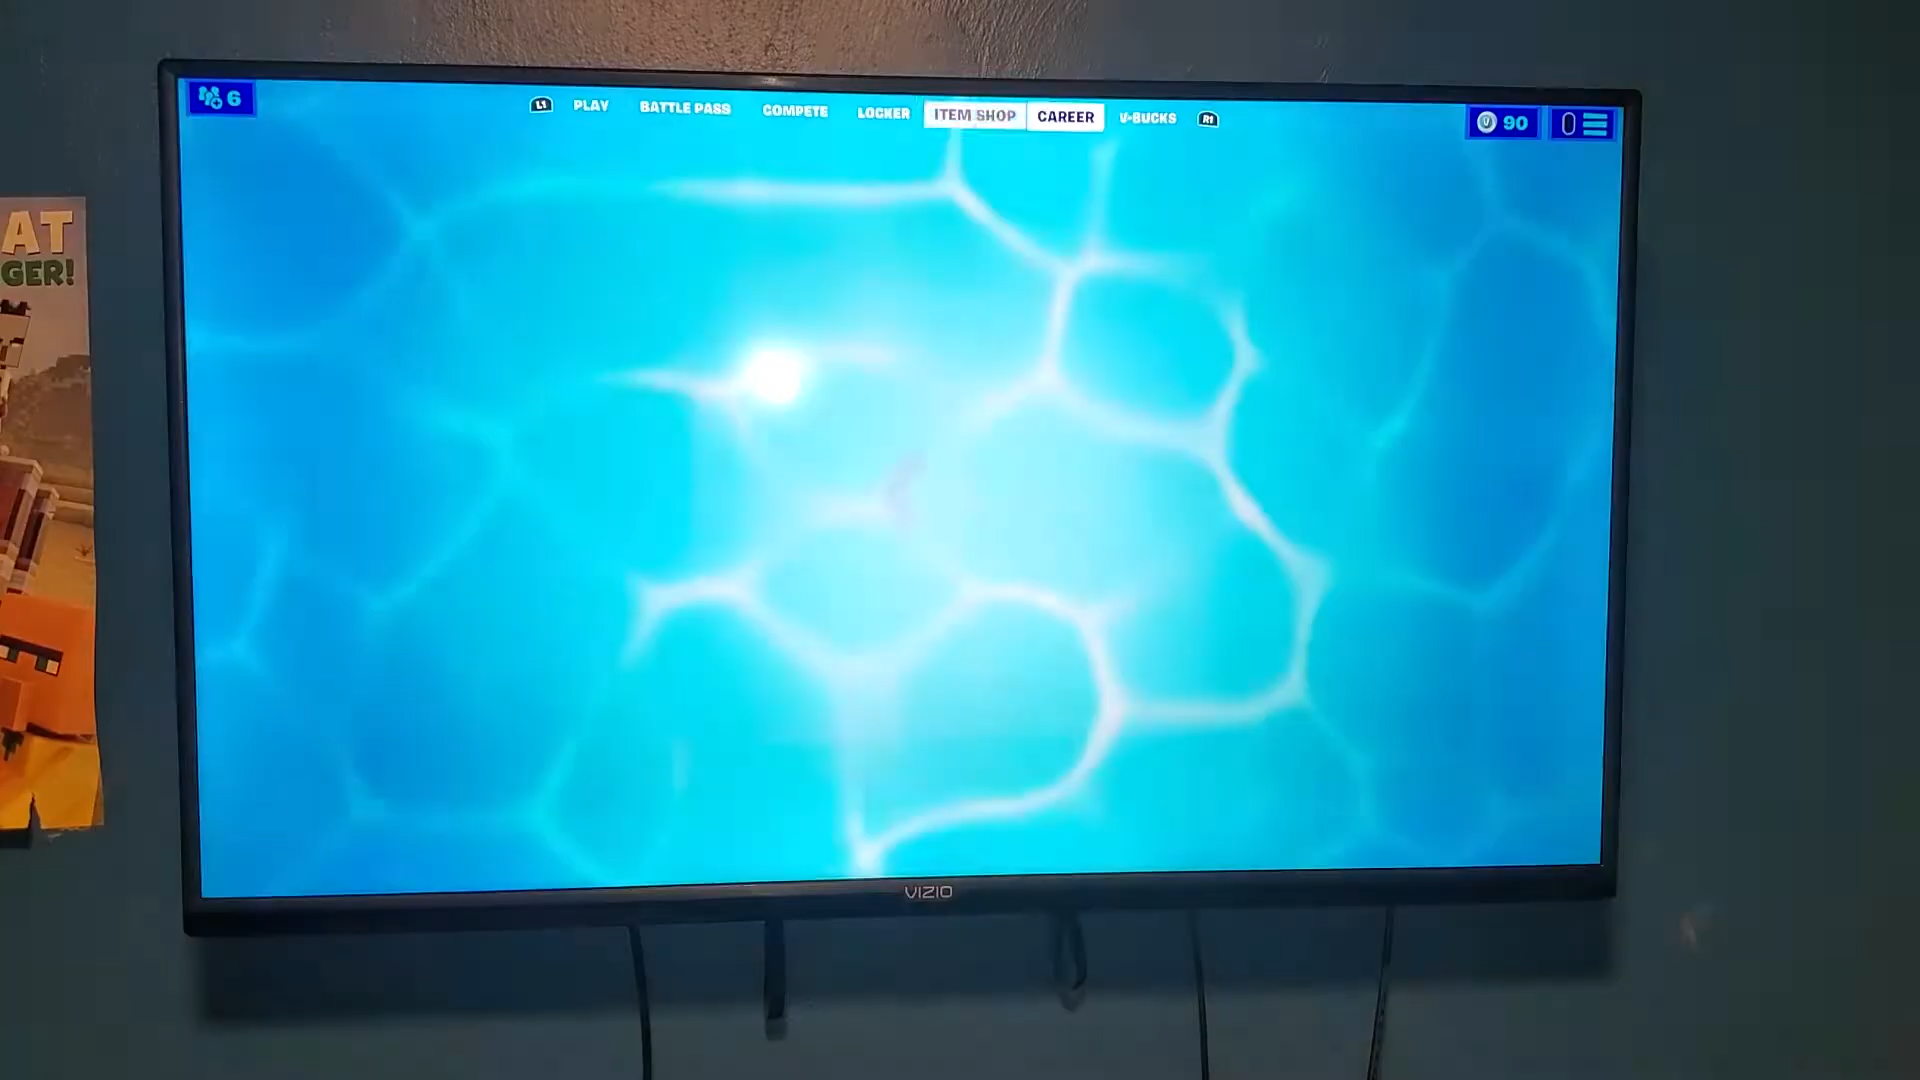 6
L1 PLAY BATTLE PASS COMPETE LOCKER ITEM SHOP CAREER V-BUCKS R1
V 90
AT
GER!
VIZIO